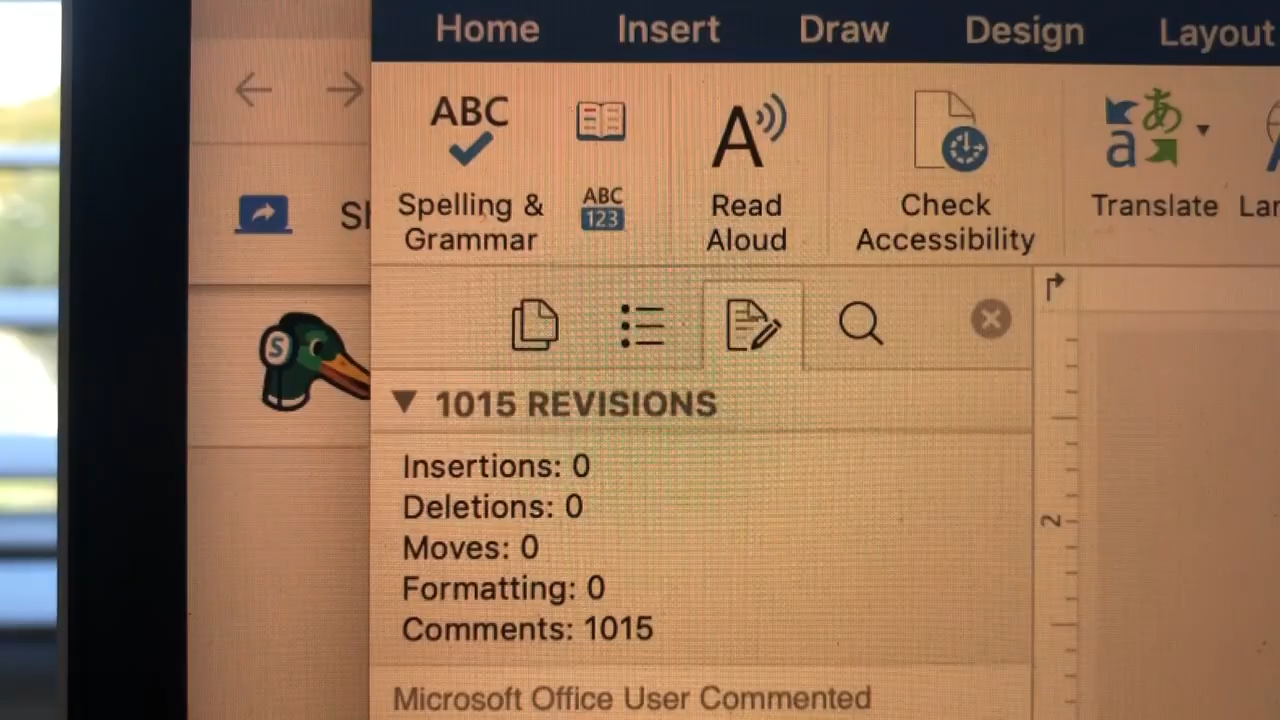 Home Insert Draw Design Layout
ABC
Spelling &
Grammar
ABC
123
A
Read
Aloud
Check
Accessibility
あ
a
Translate
S
1015 REVISIONS
Insertions: 0
Deletions: 0
Moves: 0
Formatting: 0
Comments: 1015
2
Microsoft Office User Commented